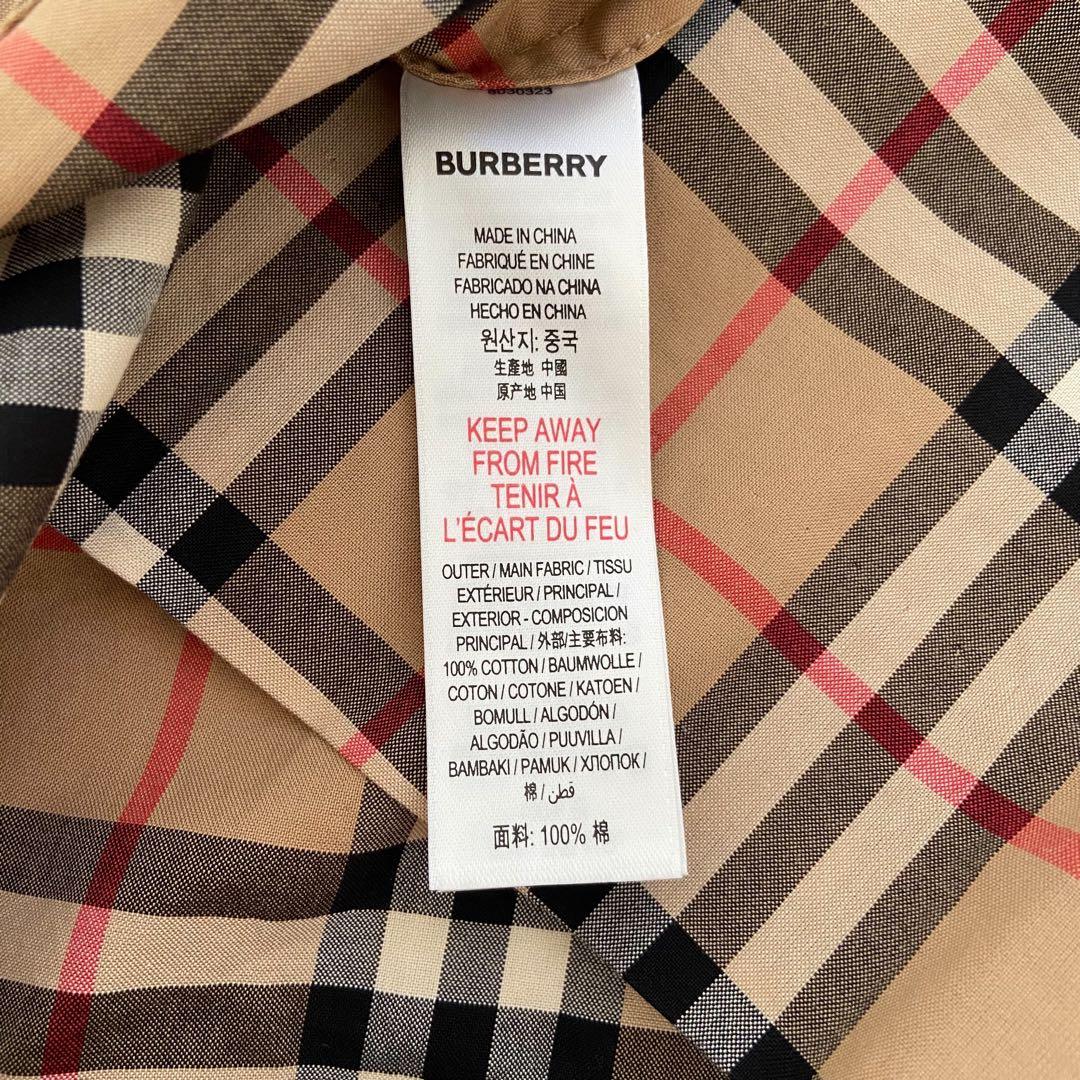 8030323
BURBERRY
MADE IN CHINA
FABRIQUÉ EN CHINE
FABRICADO NA CHINA
HECHO EN CHINA
원산지: 중국
生產地 中國
原产地 中国
KEEP AWAY
FROM FIRE
TENIR À
L'ÉCART DU FEU
OUTER / MAIN FABRIC / TISSU
EXTÉRIEUR / PRINCIPAL /
EXTERIOR - COMPOSICION
PRINCIPAL / 外部/主要布料:
100% COTTON / BAUMWOLLE /
COTON / COTONE / KATOEN /
BOMULL / ALGODÓN /
ALGODÃO / PUUVILLA /
BAMBAKI / PAMUK / ХЛОПОК /
棉 / قطن
面料: 100% 棉